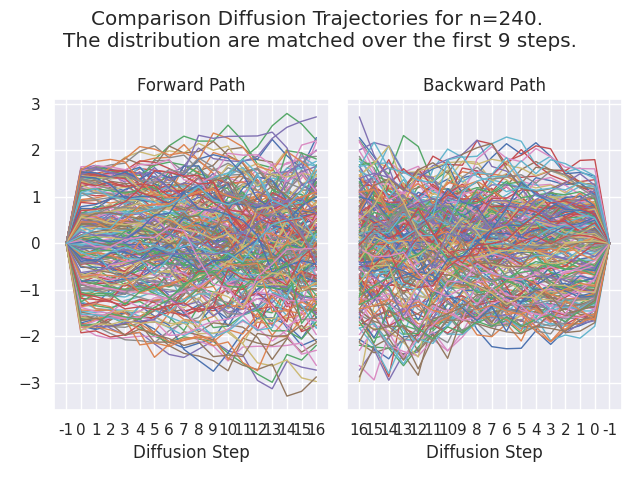 Comparison Diffusion Trajectories for n=240.
The distribution are matched over the first 9 steps.
Forward Path
Backward Path
3
2
1
0
−1
−2
−3
-1 0 1 2 3 4 5 6 7 8 9 10 11 12 13 14 15 16
16 15 14 13 12 11 10 9 8 7 6 5 4 3 2 1 0 -1
Diffusion Step
Diffusion Step